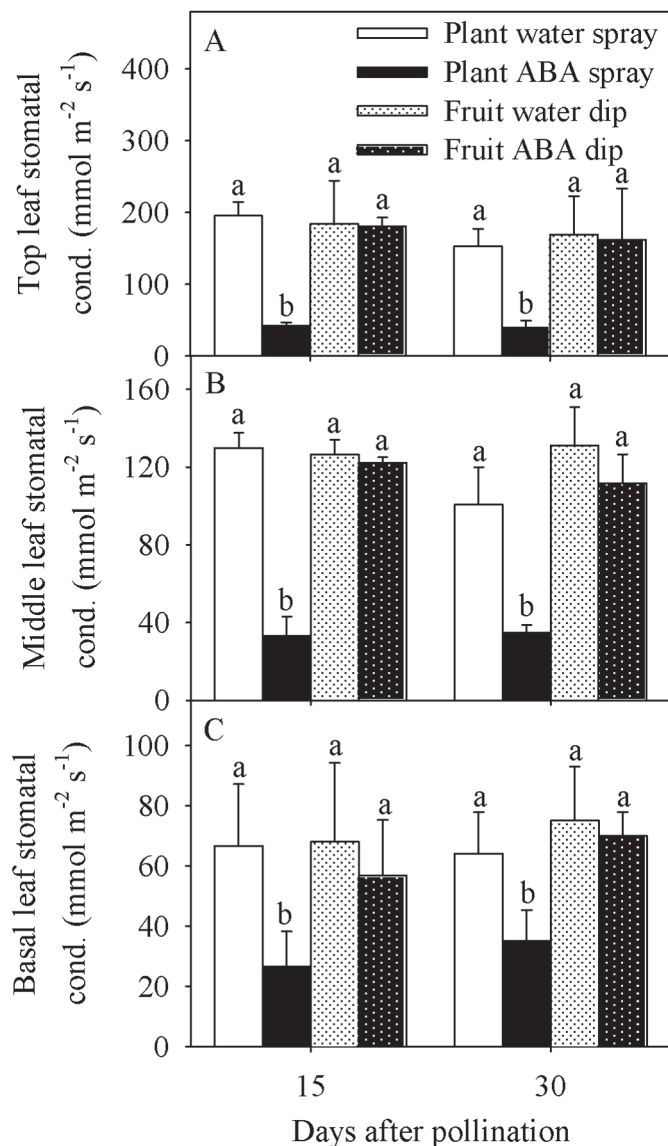 A
Plant water spray
Plant ABA spray
Fruit water dip
Fruit ABA dip
Top leaf stomatal
cond. (mmol m⁻² s⁻¹)
400
300
200
100
0
a
b
a
a
a
b
a
a
B
Middle leaf stomatal
cond. (mmol m⁻² s⁻¹)
160
120
80
40
0
a
b
a
a
a
b
a
a
C
Basal leaf stomatal
cond. (mmol m⁻² s⁻¹)
100
80
60
40
20
0
a
b
a
a
a
b
a
a
15
30
Days after pollination